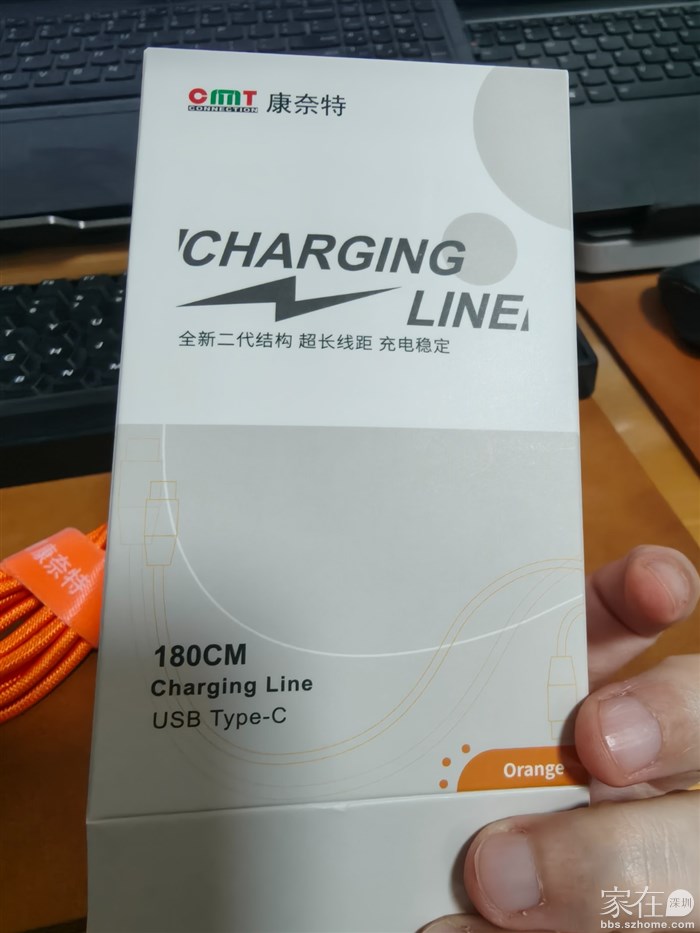 CMT 康奈特
CONNECTION
CHARGING
LINE
全新二代结构 超长线距 充电稳定
康奈特
180CM
Charging Line
USB Type-C
Orange
家在深圳
bbs.szhome.com